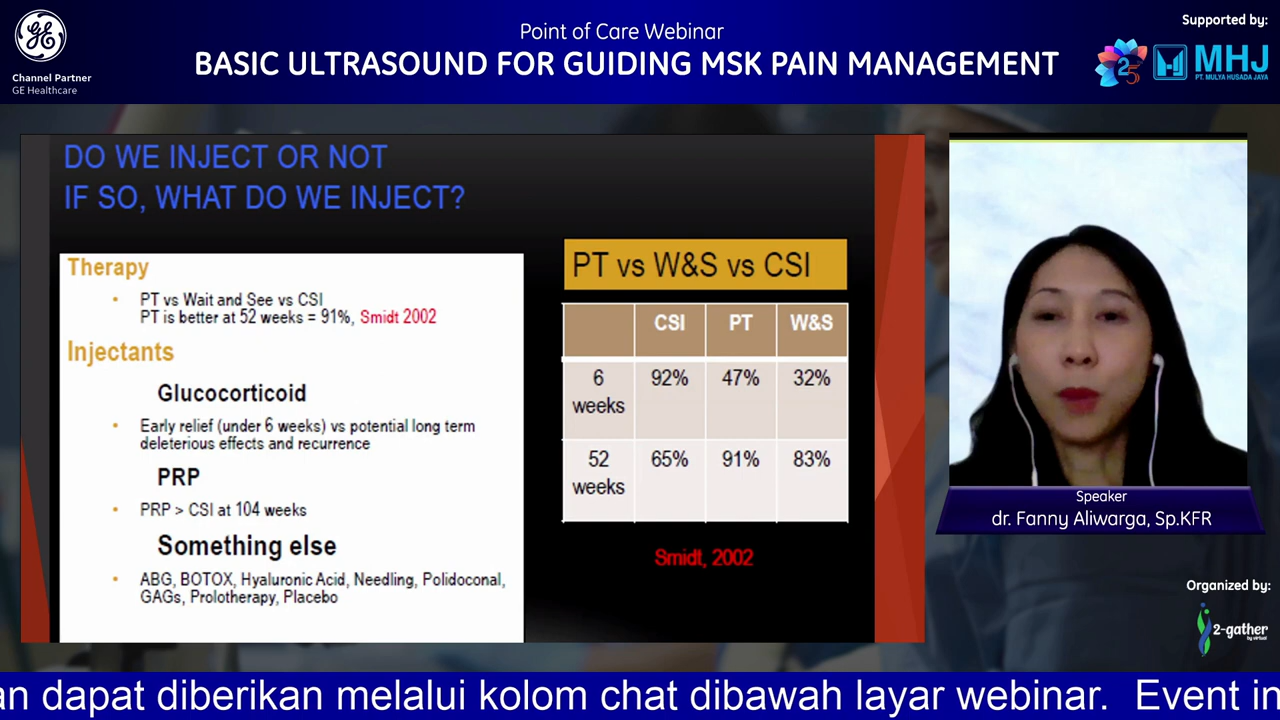 Point of Care Webinar
BASIC ULTRASOUND FOR GUIDING MSK PAIN MANAGEMENT
GE
Channel Partner
GE Healthcare
Supported by:
25
MHJ
PT. MULYA HUSADA JAYA
DO WE INJECT OR NOT
IF SO, WHAT DO WE INJECT?
Therapy
• PT vs Wait and See vs CSI
PT is better at 52 weeks = 91%, Smidt 2002
Injectants
Glucocorticoid
• Early relief (under 6 weeks) vs potential long term
deleterious effects and recurrence
PRP
• PRP > CSI at 104 weeks
Something else
• ABG, BOTOX, Hyaluronic Acid, Needling, Polidoconal,
GAGs, Prolotherapy, Placebo
PT vs W&S vs CSI
CSI PT W&S
6 weeks 92% 47% 32%
52 weeks 65% 91% 83%
Smidt, 2002
Speaker
dr. Fanny Aliwarga, Sp.KFR
Organized by:
2-gather
by virtual
an dapat diberikan melalui kolom chat dibawah layar webinar. Event in